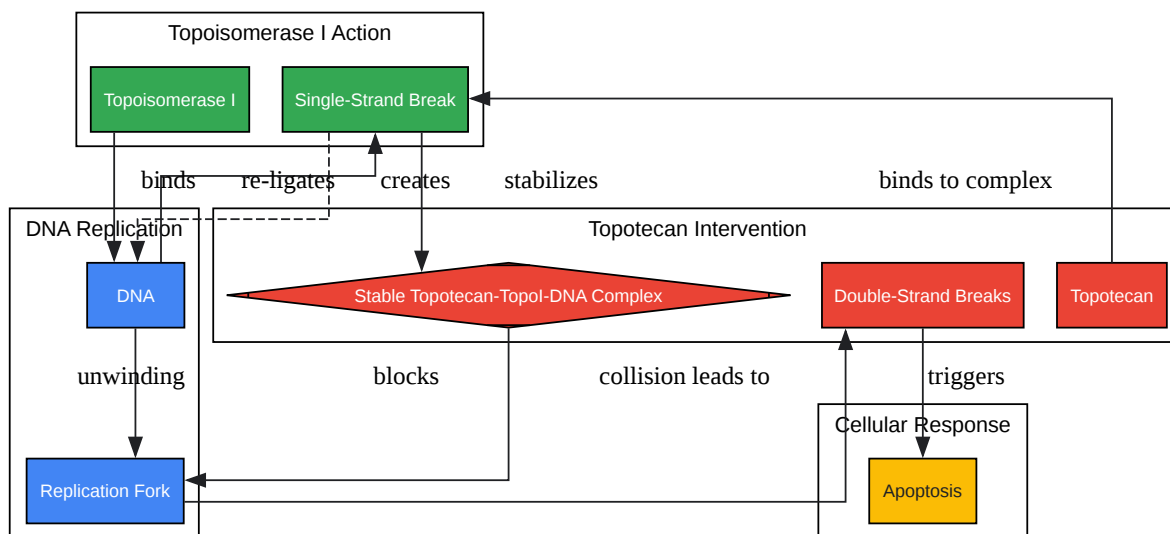 Topoisomerase I Action
Topoisomerase I
Single-Strand Break
binds
re-ligates
creates
stabilizes
binds to complex
DNA Replication
Topotecan Intervention
DNA
Stable Topotecan-TopoI-DNA Complex
Double-Strand Breaks
Topotecan
unwinding
blocks
collision leads to
triggers
Cellular Response
Replication Fork
Apoptosis